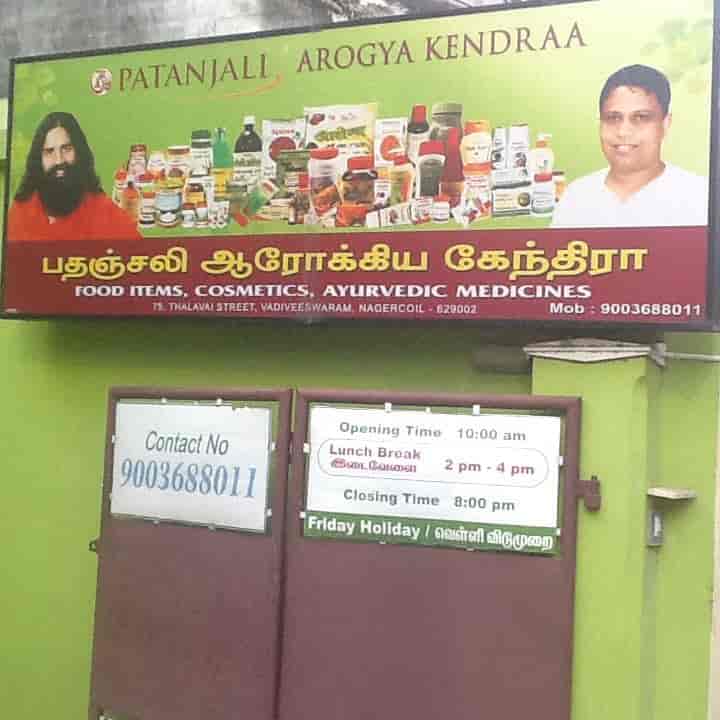 PATANJALI AROGYA KENDRAA
பதஞ்சலி ஆரோக்கிய கேந்திரா
FOOD ITEMS, COSMETICS, AYURVEDIC MEDICINES
75, THALAVAI STREET, VADIVEESWARAM, NAGERCOIL - 629002 Mob : 9003688011
Contact No
9003688011
Opening Time 10:00 am
Lunch Break
இடைவேளை 2 pm - 4 pm
Closing Time 8:00 pm
Friday Holiday / வெள்ளி விடுமுறை